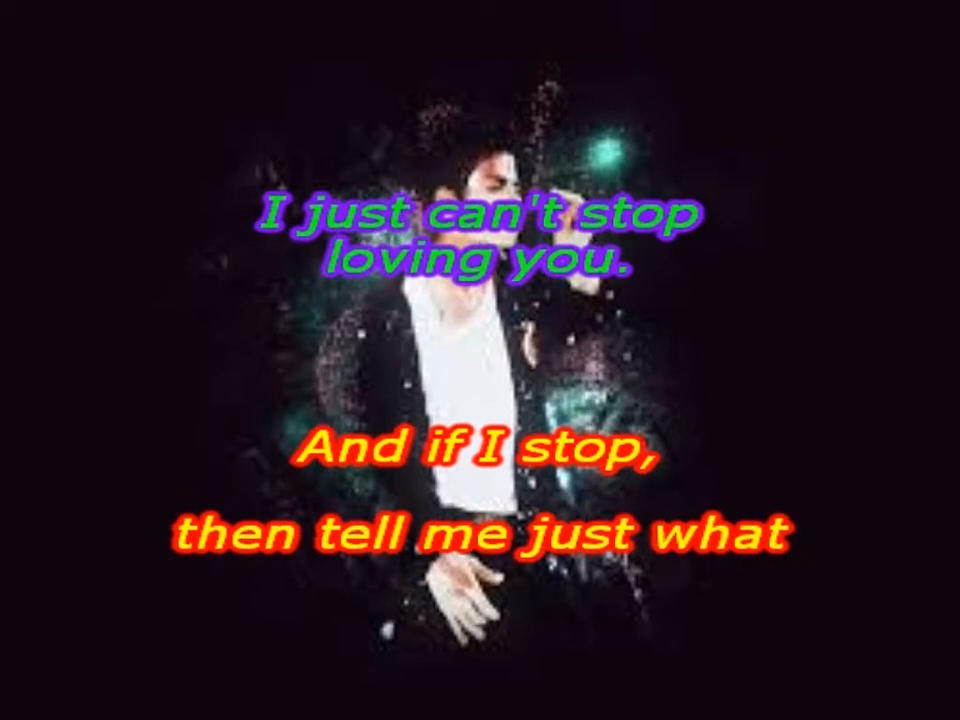 I just can't stop
loving you.
And if I stop,
then tell me just what